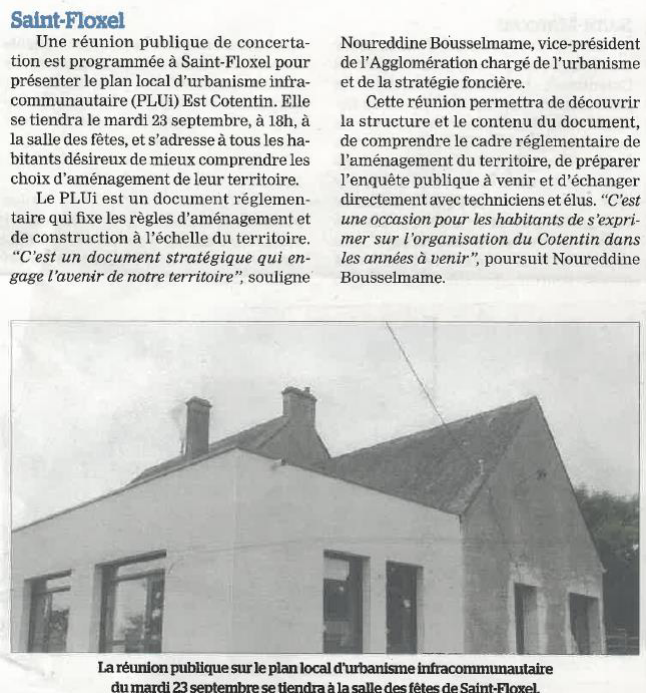 Saint-Floxel
Une réunion publique de concerta-
tion est programmée à Saint-Floxel pour
présenter le plan local d'urbanisme infra-
communautaire (PLUi) Est Cotentin. Elle
se tiendra le mardi 23 septembre, à 18h, à
la salle des fêtes, et s'adresse à tous les ha-
bitants désireux de mieux comprendre les
choix d'aménagement de leur territoire.
Le PLUi est un document réglemen-
taire qui fixe les règles d'aménagement et
de construction à l'échelle du territoire.
"C'est un document stratégique qui en-
gage l'avenir de notre territoire", souligne
Noureddine Bousselmame, vice-président
de l'Agglomération chargé de l'urbanisme
et de la stratégie foncière.
Cette réunion permettra de découvrir
la structure et le contenu du document,
de comprendre le cadre réglementaire de
l'aménagement du territoire, de préparer
l'enquête publique à venir et d'échanger
directement avec techniciens et élus. "C'est
une occasion pour les habitants de s'expri-
mer sur l'organisation du Cotentin dans
les années à venir", poursuit Noureddine
Bousselmame.
La réunion publique sur le plan local d'urbanisme infracommunautaire
du mardi 23 septembre se tiendra à la salle des fêtes de Saint-Floxel.